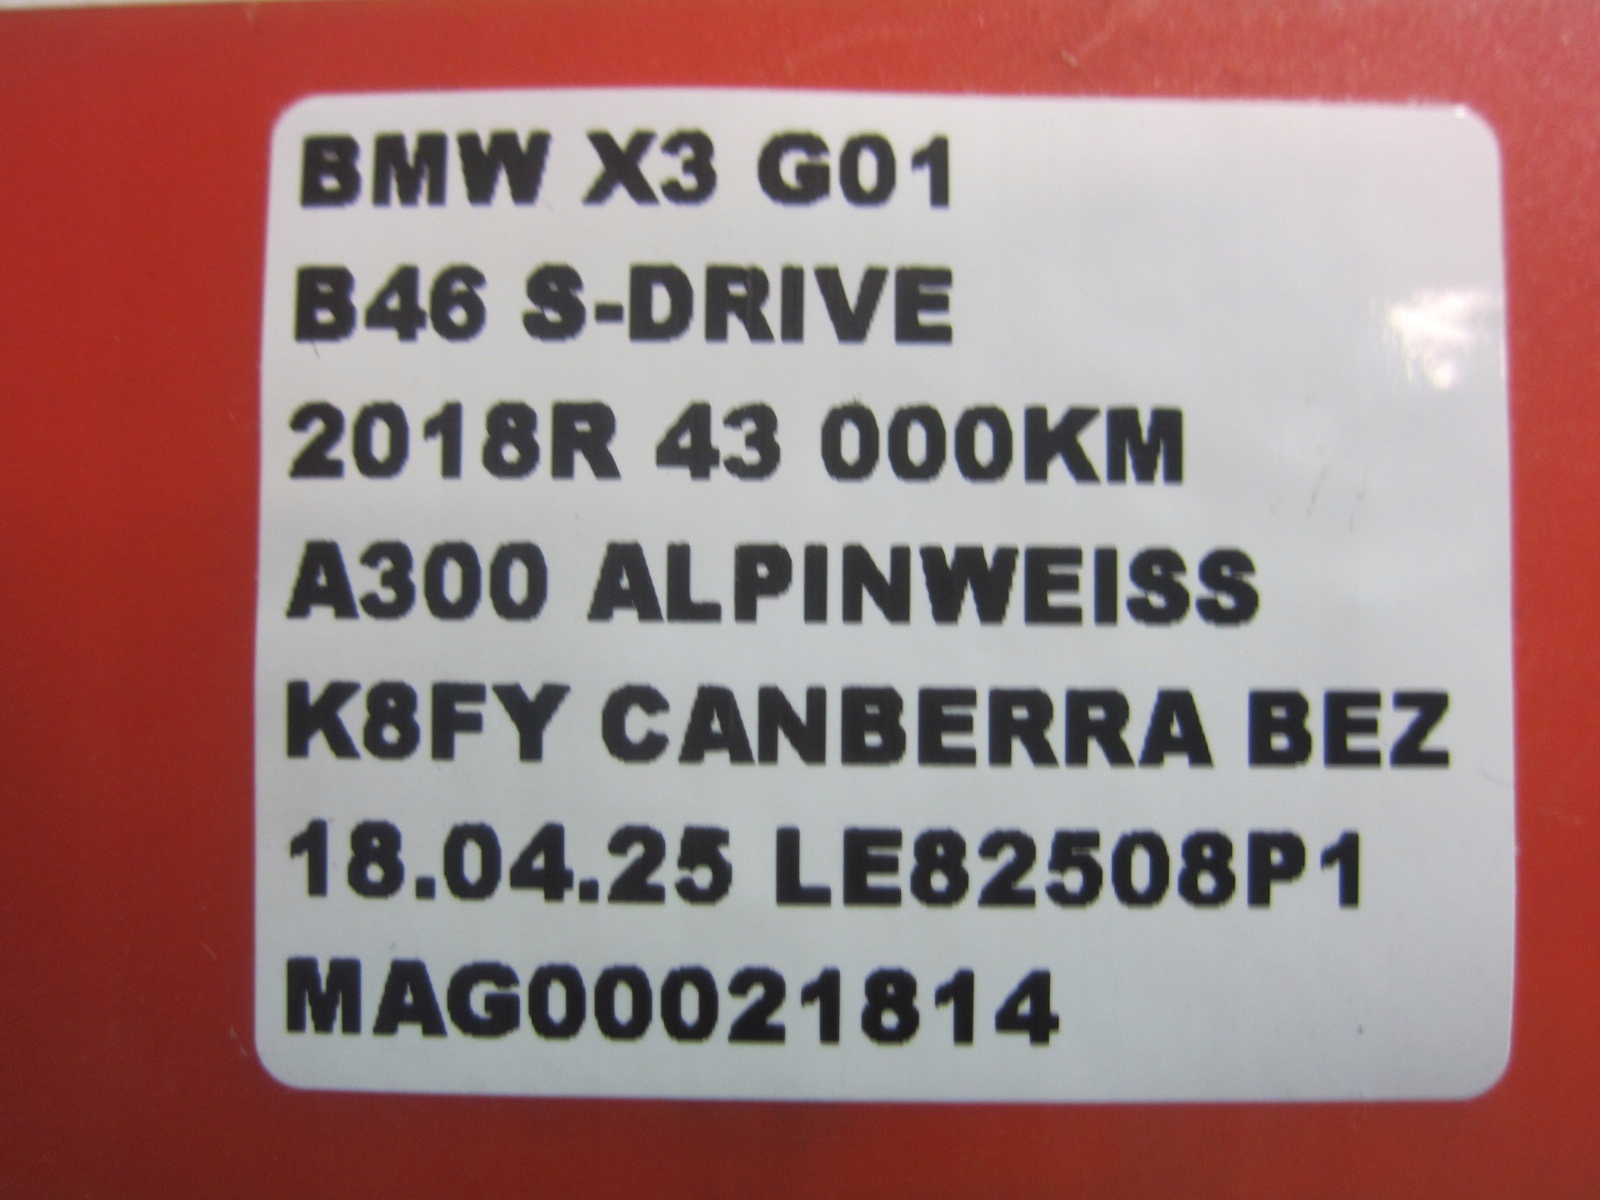 BMW X3 G01
B46 S-DRIVE
2018R 43 000KM
A300 ALPINWEISS
K8FY CANBERRA BEZ
18.04.25 LE82508P1
MAG00021814